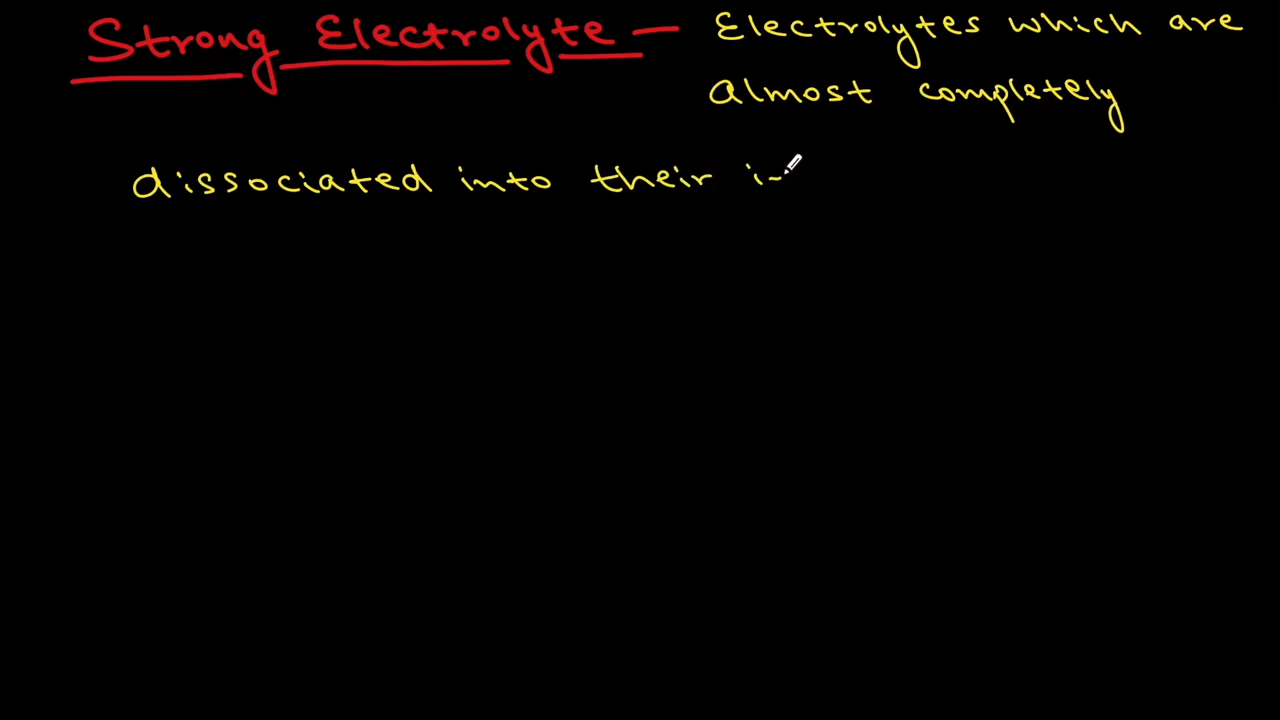 Strong Electrolyte — Electrolytes which are
almost completely
dissociated into their